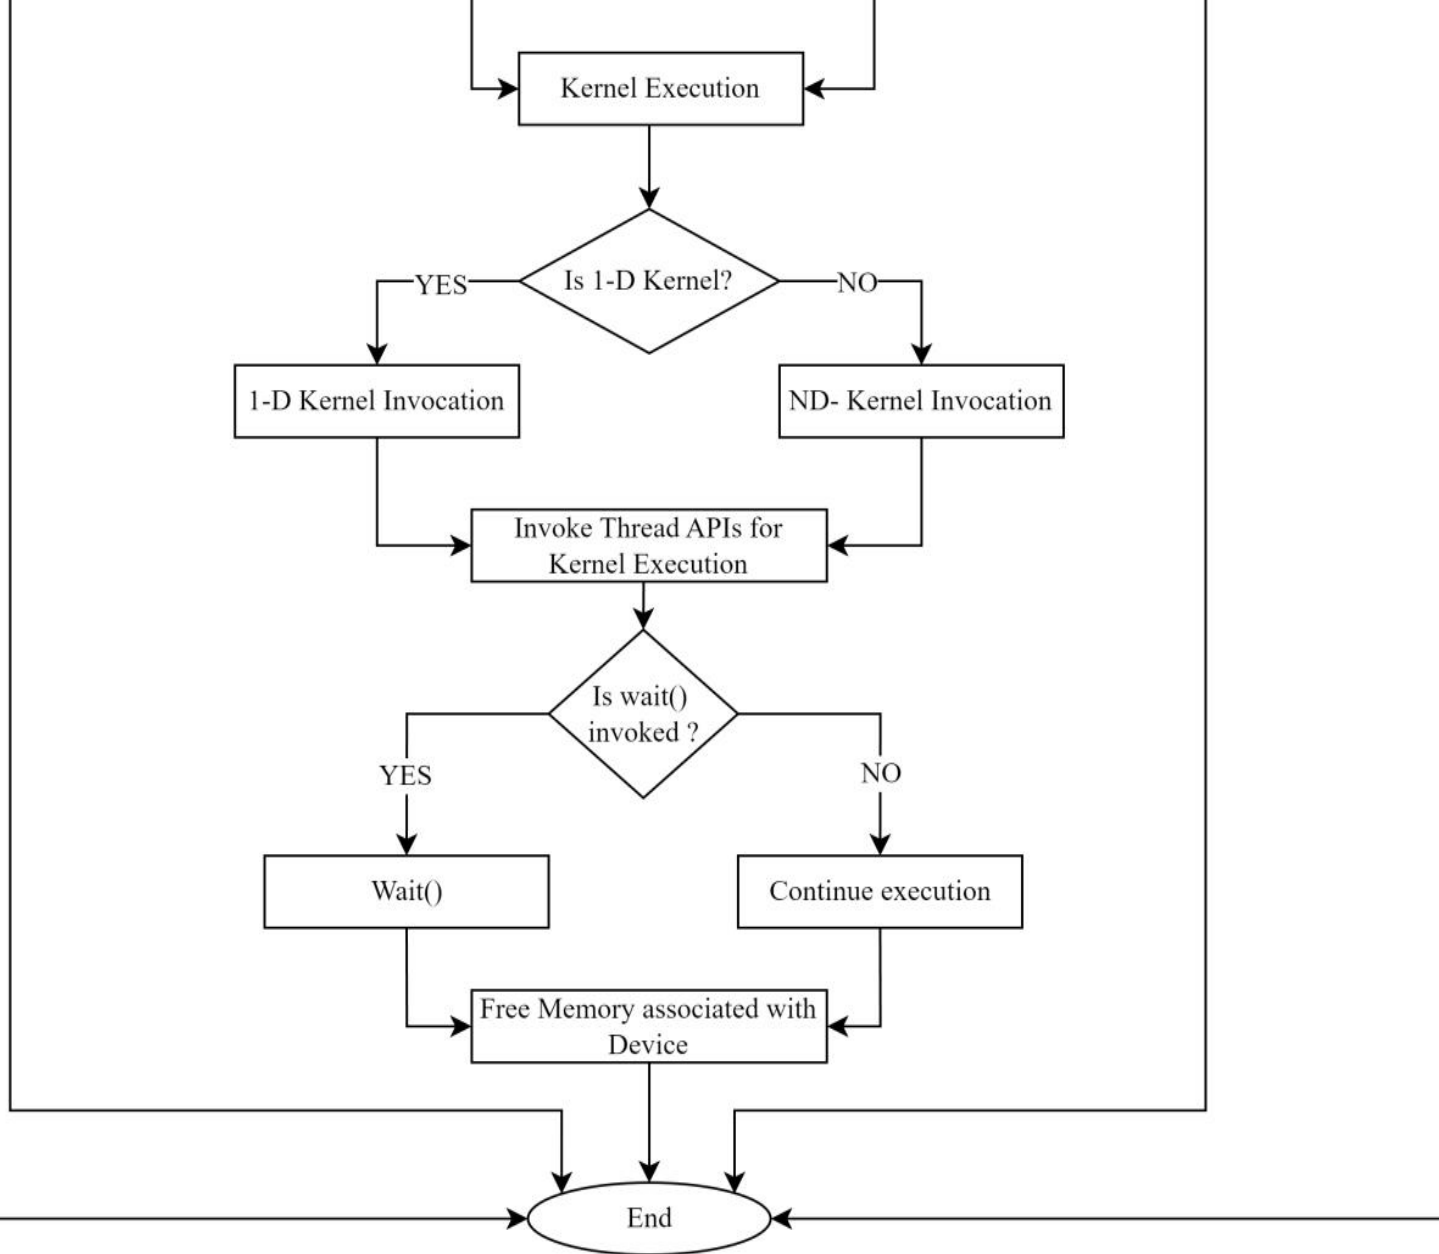 Kernel Execution
Is 1-D Kernel?
YES
NO
1-D Kernel Invocation
ND- Kernel Invocation
Invoke Thread APIs for
Kernel Execution
Is wait()
invoked ?
YES
NO
Wait()
Continue execution
Free Memory associated with
Device
End